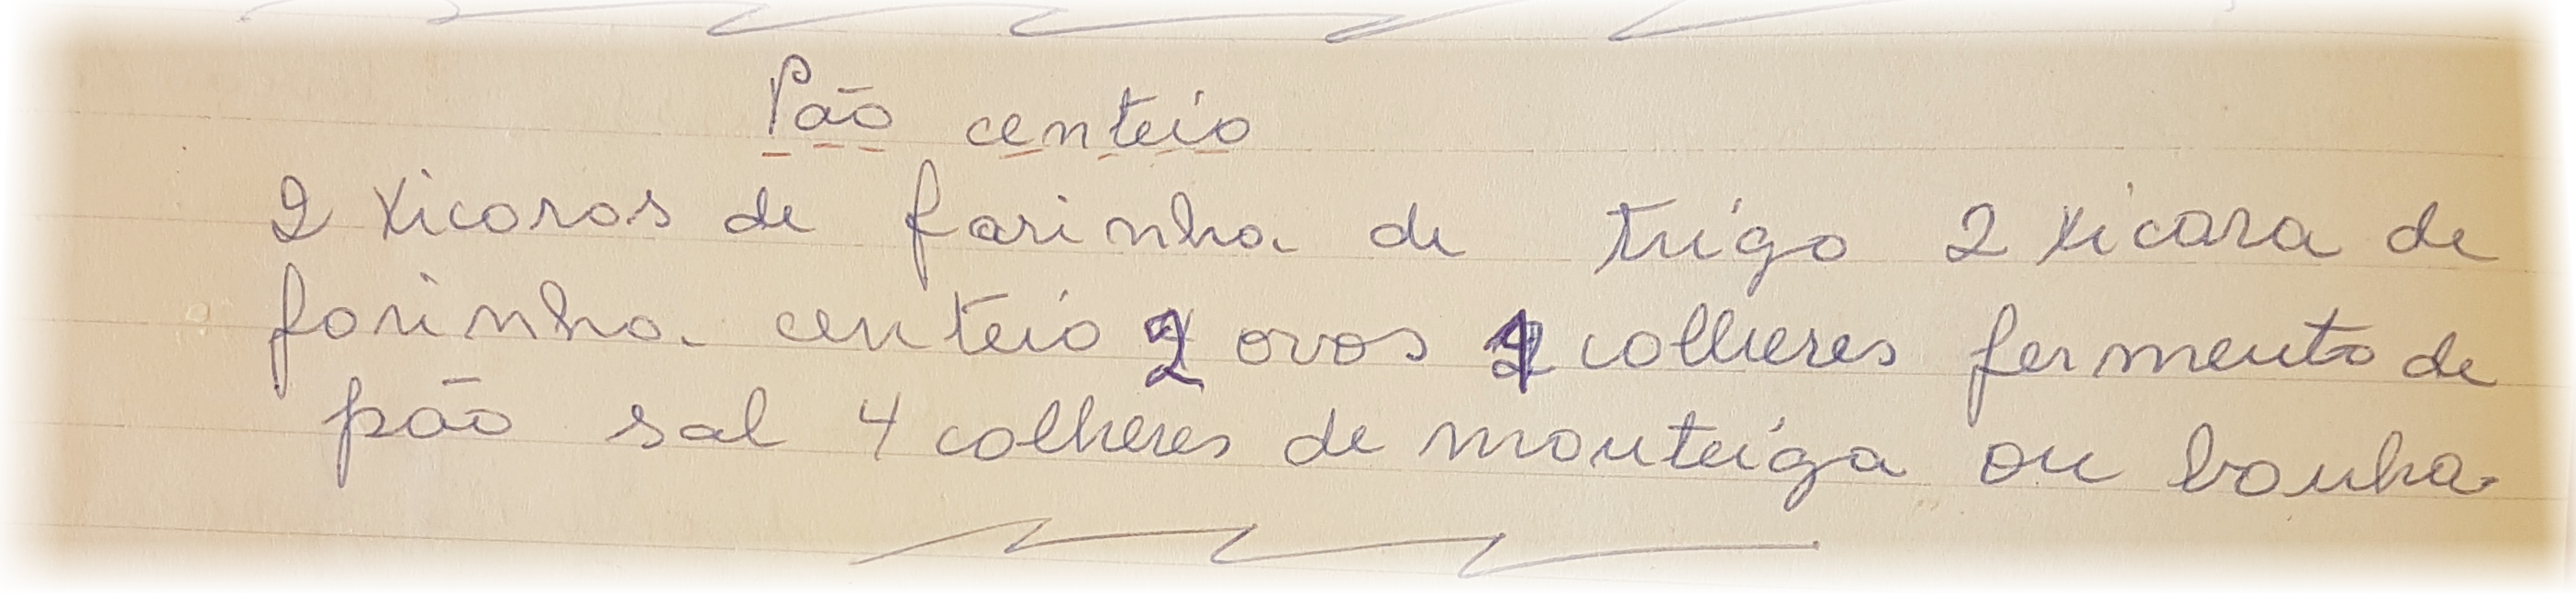 Pão centeio
2 xicaras de farinha de trigo 2 xicara de
farinha centeio 2 ovos colheres fermento de
pão sal 4 colheres de manteiga ou banha